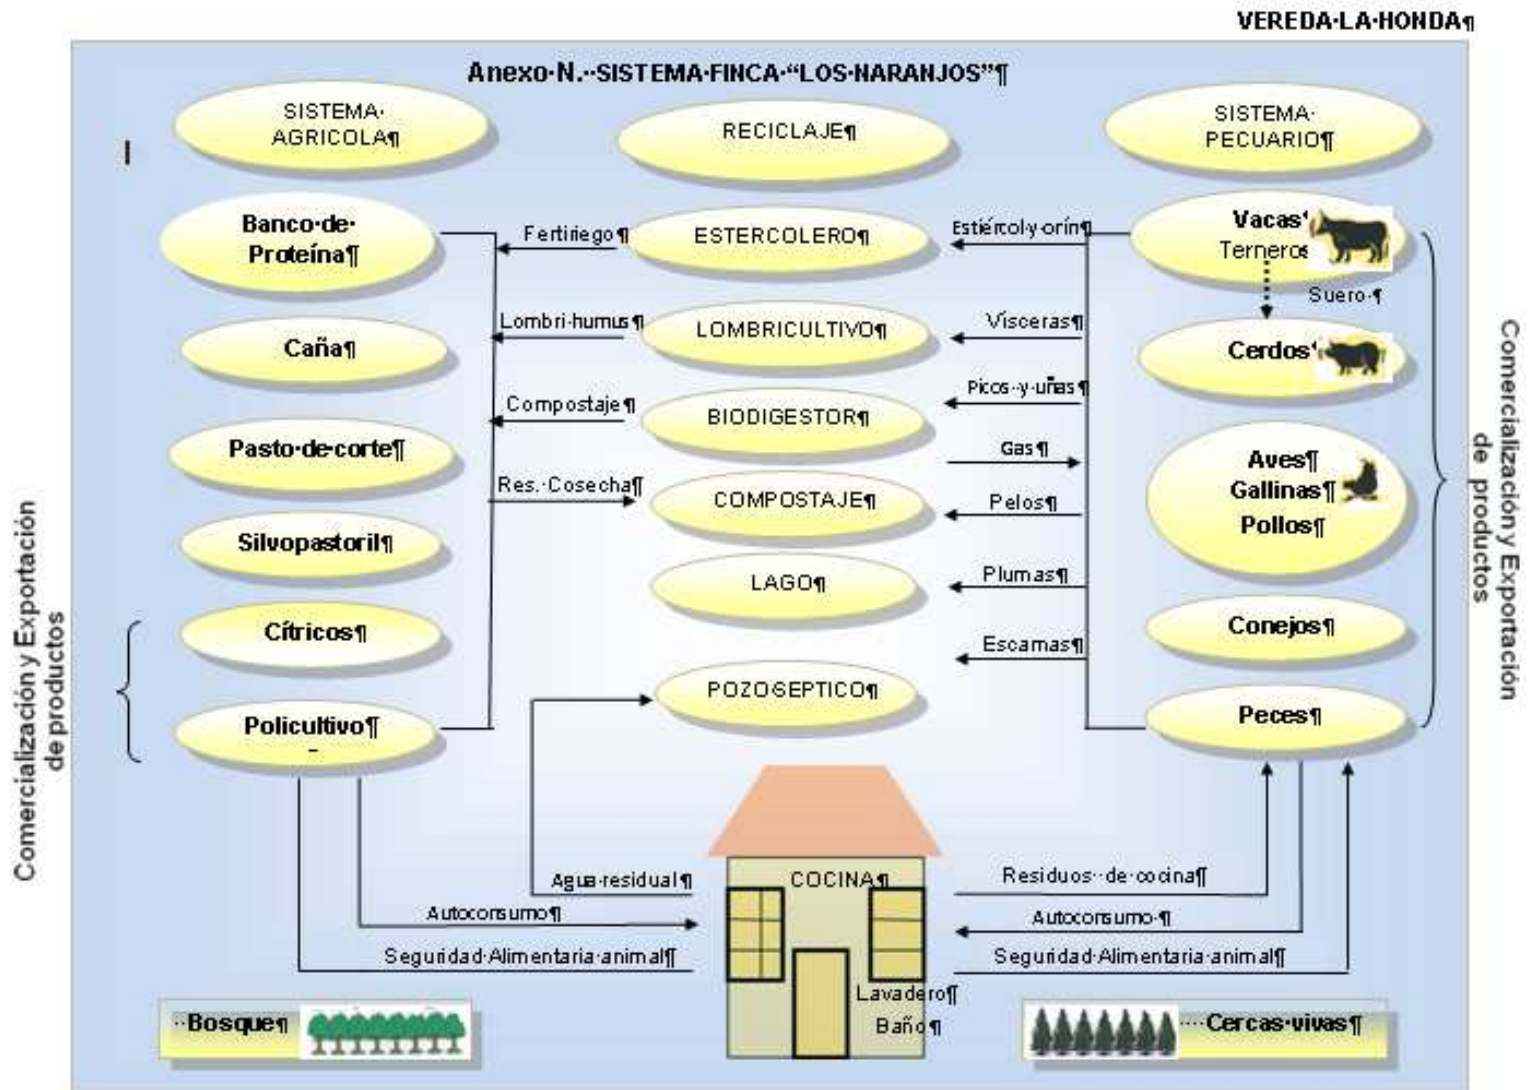 VEREDA·LA·HONDA¶
Anexo·N.··SISTEMA·FINCA·“LOS·NARANJOS”¶
SISTEMA·
AGRICOLA¶
RECICLAJE¶
SISTEMA·
PECUARIO¶
Banco·de·
Proteína¶
Caña¶
Pasto·de·corte¶
Silvopastoril¶
Cítricos¶
Policultivo¶
Comercialización y Exportación
de productos
Fertiriego¶
Lombri·humus¶
Compostaje¶
Res.·Cosecha¶
ESTERCOLERO¶
LOMBRICULTIVO¶
BIODIGESTOR¶
COMPOSTAJE¶
LAGO¶
POZO·SEPTICO¶
Estiércol·y·orín¶
Vísceras¶
Picos··y·uñas¶
Gas¶
Pelos¶
Plumas¶
Escamas¶
Vacas¶
Terneros
Suero·¶
Cerdos
Aves¶
Gallinas¶
Pollos¶
Conejos¶
Peces¶
Comercialización y Exportación
de productos
Agua·residual¶
Autoconsumo¶
Seguridad·Alimentaria·animal¶
COCINA¶
Lavadero¶
Baño¶
Residuos··de·cocina¶
Autoconsumo·¶
Seguridad·Alimentaria·animal¶
··Bosque¶
····Cercas·vivas¶